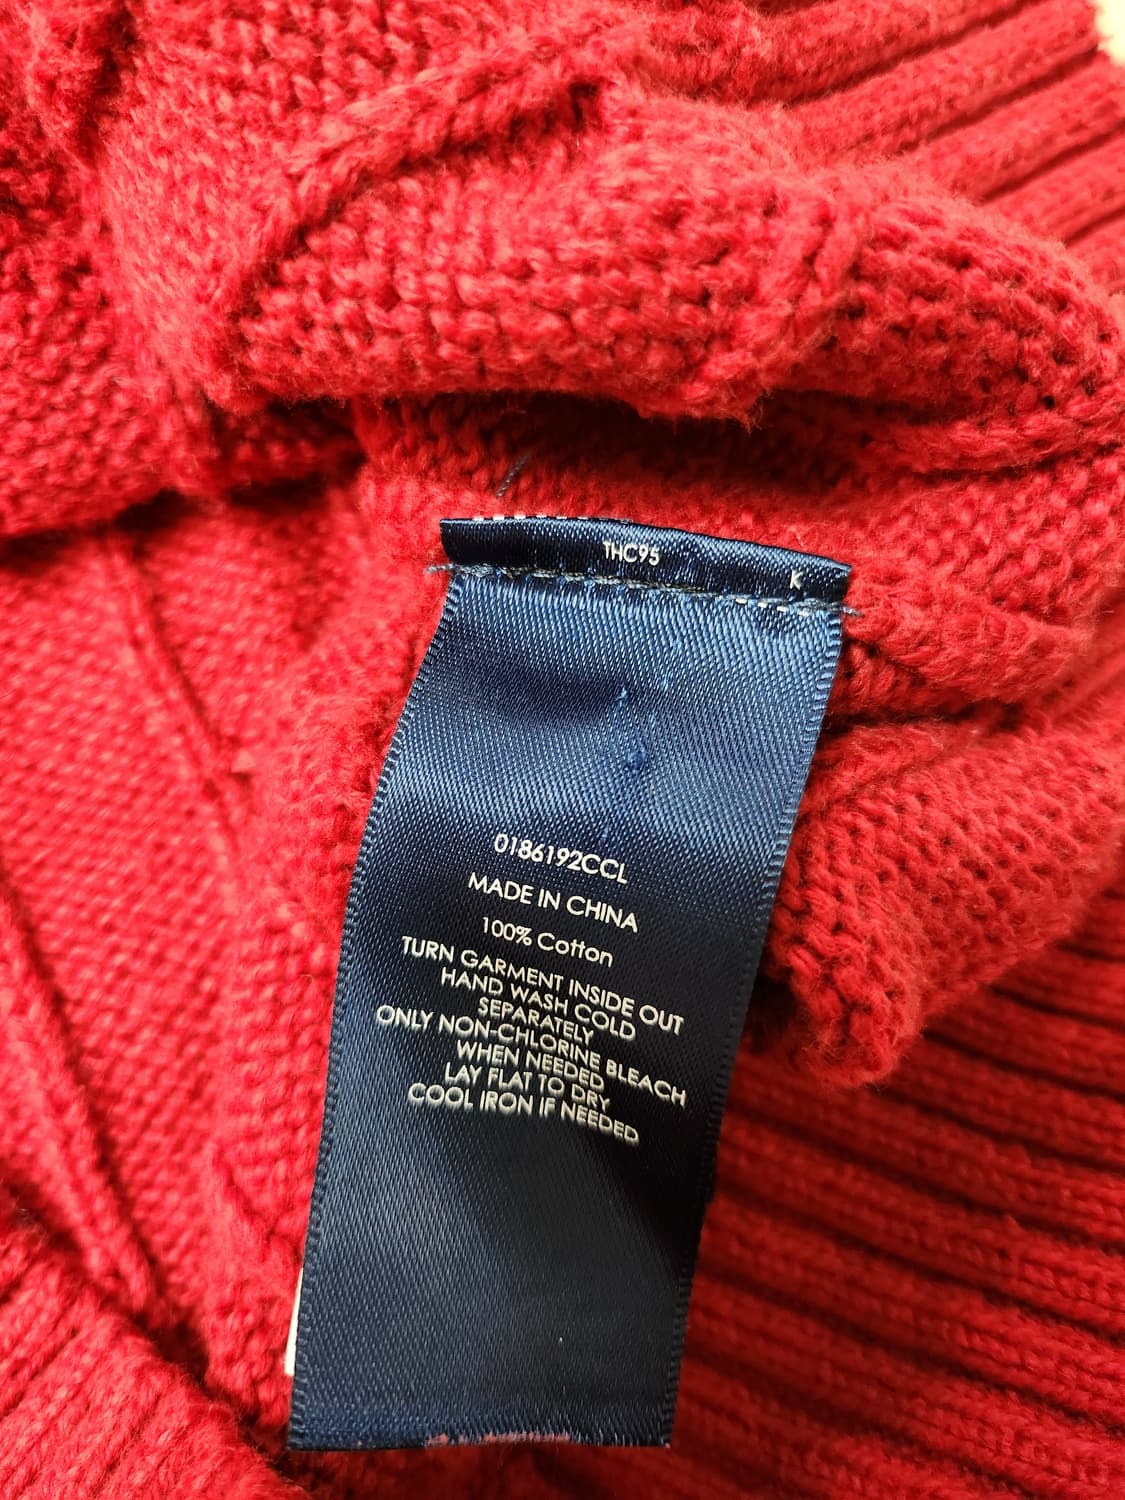 THC95
K
0186192CCL
MADE IN CHINA
100% Cotton
TURN GARMENT INSIDE OUT
HAND WASH COLD
SEPARATELY
ONLY NON-CHLORINE BLEACH
WHEN NEEDED
LAY FLAT TO DRY
COOL IRON IF NEEDED